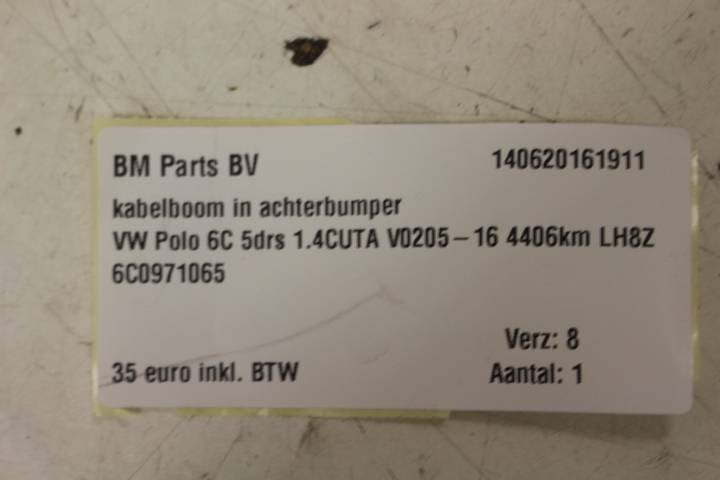 BM Parts BV 140620161911
kabelboom in achterbumper
VW Polo 6C 5drs 1.4CUTA V0205-16 4406km LH8Z
6C0971065
Verz: 8
35 euro inkl. BTW Aantal: 1